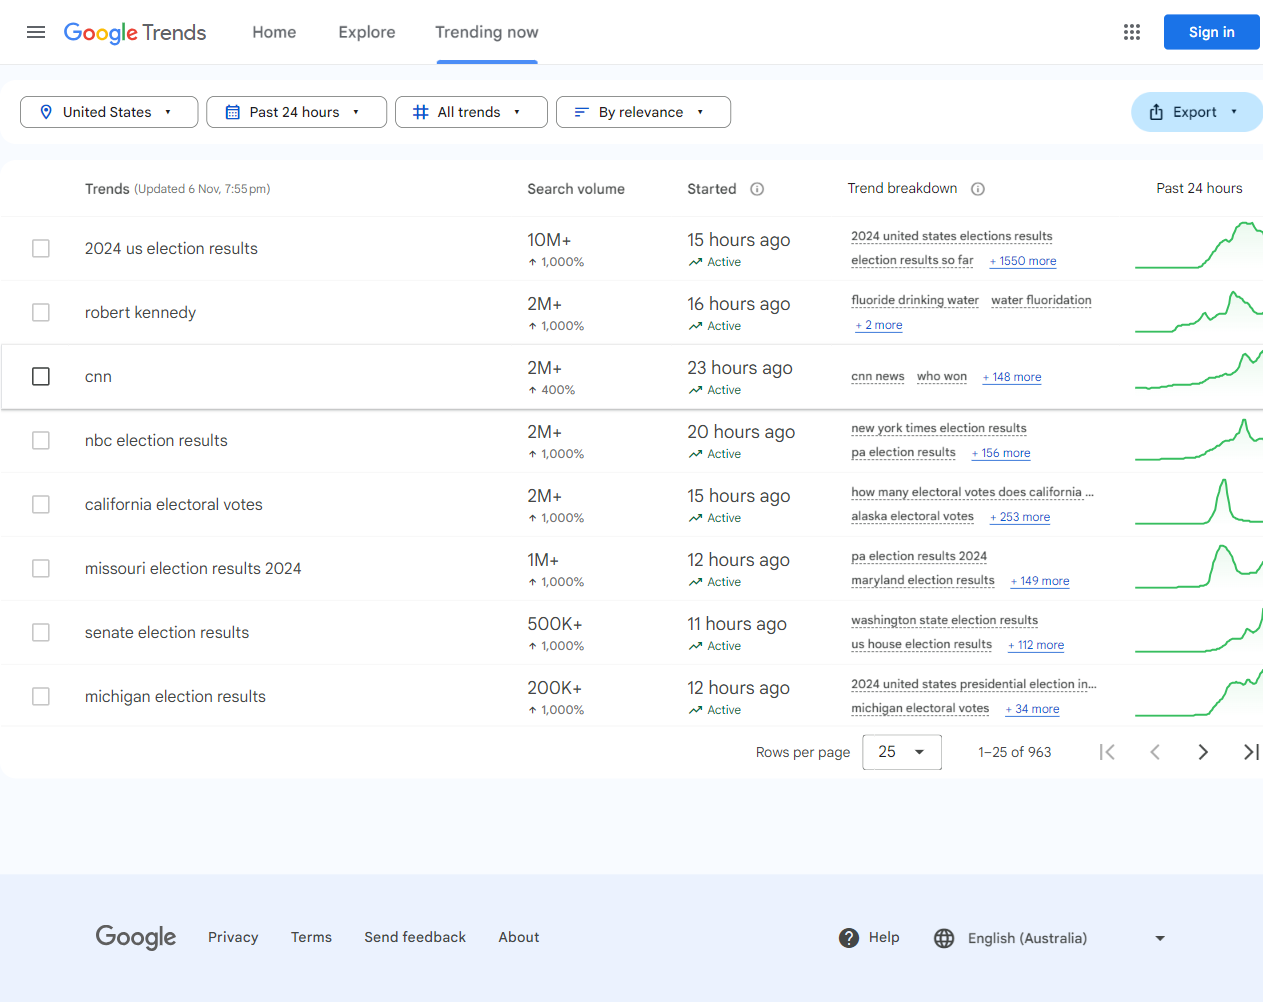 Google Trends Home Explore Trending now Sign in
United States Past 24 hours All trends By relevance Export
Trends (Updated 6 Nov, 7:55 pm) Search volume Started Trend breakdown Past 24 hours
2024 us election results 10M+ 15 hours ago 2024 united states elections results
1,000% Active election results so far + 1550 more
robert kennedy 2M+ 16 hours ago fluoride drinking water water fluoridation
1,000% Active + 2 more
cnn 2M+ 23 hours ago cnn news who won + 148 more
400% Active
nbc election results 2M+ 20 hours ago new york times election results
1,000% Active pa election results + 156 more
california electoral votes 2M+ 15 hours ago how many electoral votes does california ...
1,000% Active alaska electoral votes + 253 more
missouri election results 2024 1M+ 12 hours ago pa election results 2024
1,000% Active maryland election results + 149 more
senate election results 500K+ 11 hours ago washington state election results
1,000% Active us house election results + 112 more
michigan election results 200K+ 12 hours ago 2024 united states presidential election in...
1,000% Active michigan electoral votes + 34 more
Rows per page 25 1–25 of 963
Google Privacy Terms Send feedback About Help English (Australia)